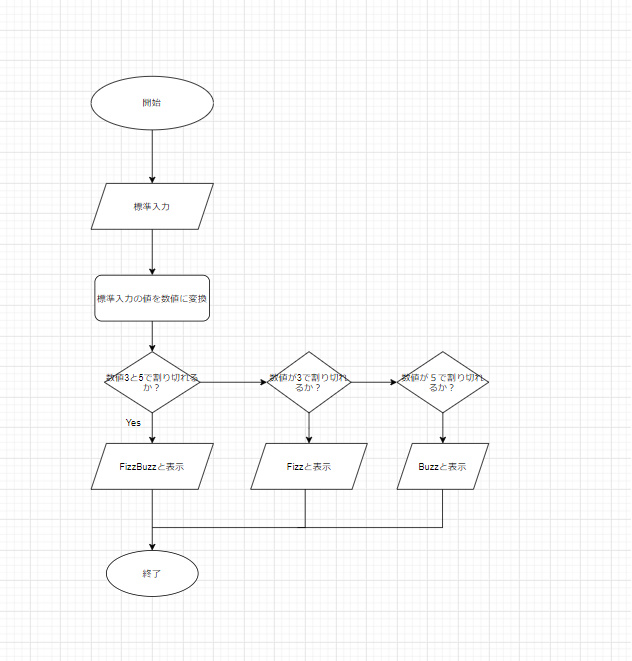 開始
標準入力
標準入力の値を数値に変換
数値3と5で割り切れる
か？
数値が3で割り切れ
るか？
数値が５で割り切れ
るか？
Yes
FizzBuzzと表示
Fizzと表示
Buzzと表示
終了